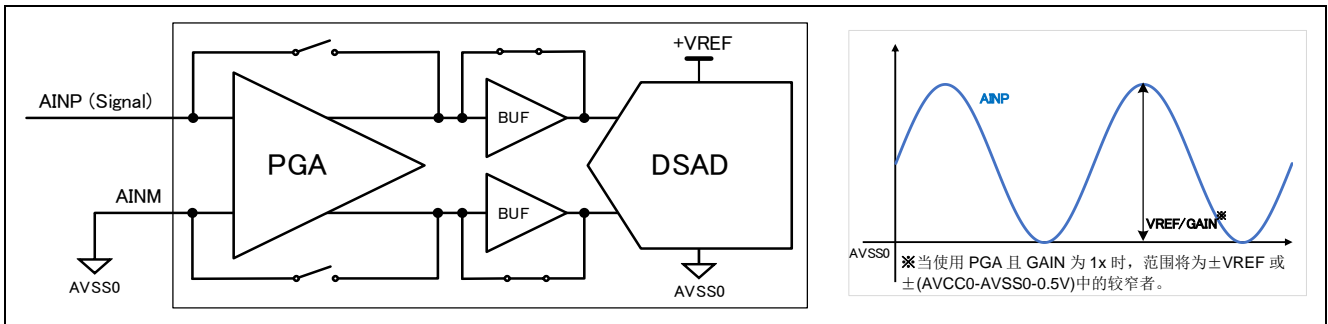 +VREF
AINP (Signal)
BUF
PGA
DSAD
AINM
BUF
AVSS0
AVSS0
AINP
VREF/GAIN※
AVSS0
※当使用 PGA 且 GAIN 为 1x 时，范围将为±VREF 或
±(AVCC0-AVSS0-0.5V)中的较窄者。